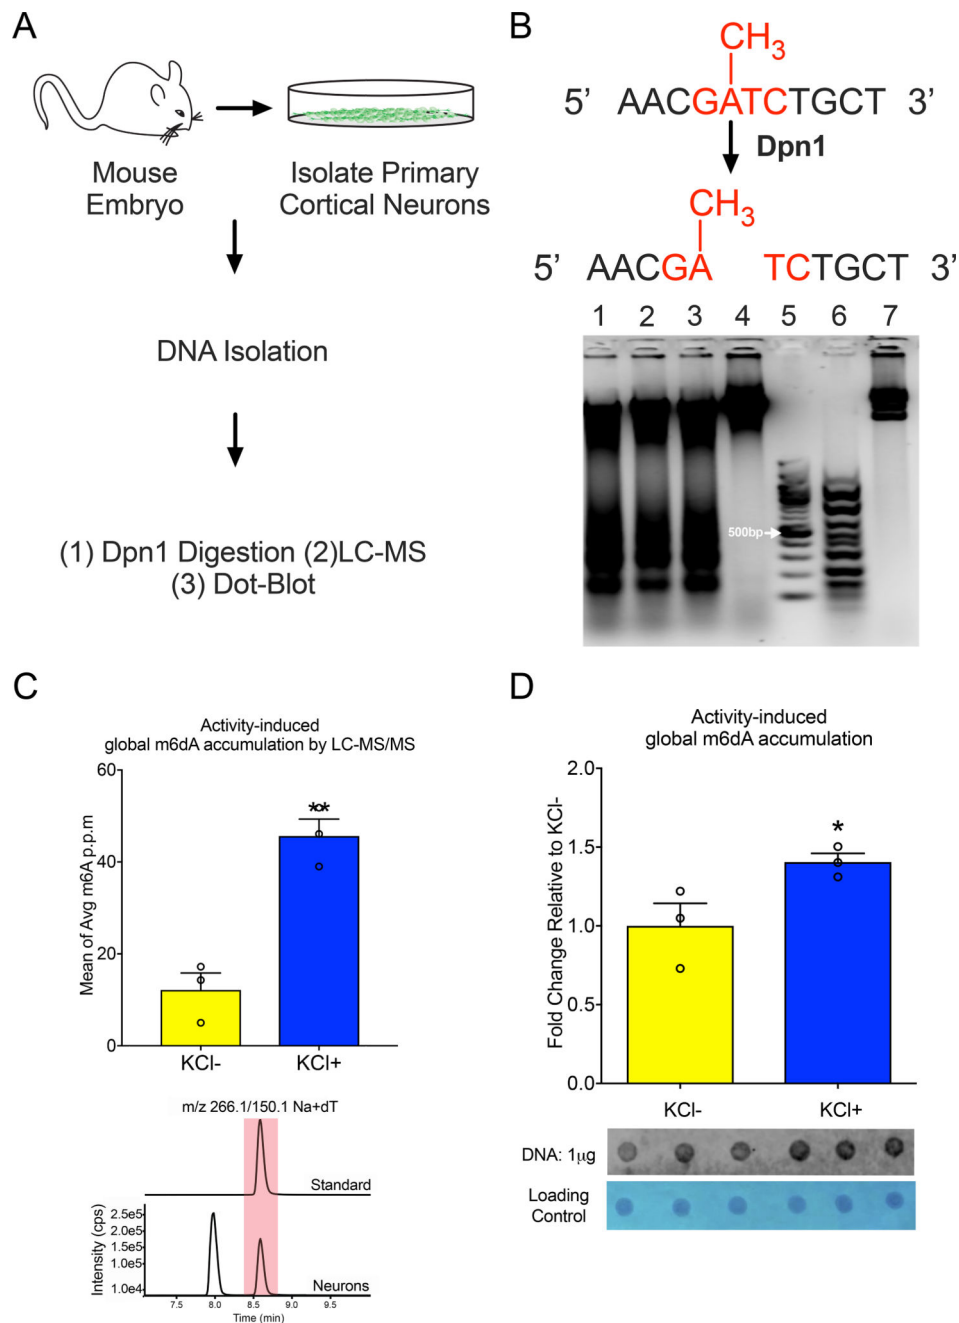 A
Mouse
Embryo
Isolate Primary
Cortical Neurons
DNA Isolation
(1) Dpn1 Digestion (2)LC-MS
(3) Dot-Blot
B
CH3
5’ AACGATCTGCT 3’
Dpn1
CH3
5’ AACGA TCTGCT 3’
1 2 3 4 5 6 7
500bp
C
Activity-induced
global m6dA accumulation by LC-MS/MS
Mean of Avg m6A p.p.m
60
40
20
0
**
KCl- KCl+
m/z 266.1/150.1 Na+dT
Standard
Intensity (cps)
2.5e5
2.0e5
1.5e5
1.0e5
1.0e4
Neurons
7.5 8.0 8.5 9.0 9.5
Time (min)
D
Activity-induced
global m6dA accumulation
Fold Change Relative to KCl-
2.0
1.5
1.0
0.5
0.0
*
KCl- KCl+
DNA: 1μg
Loading
Control